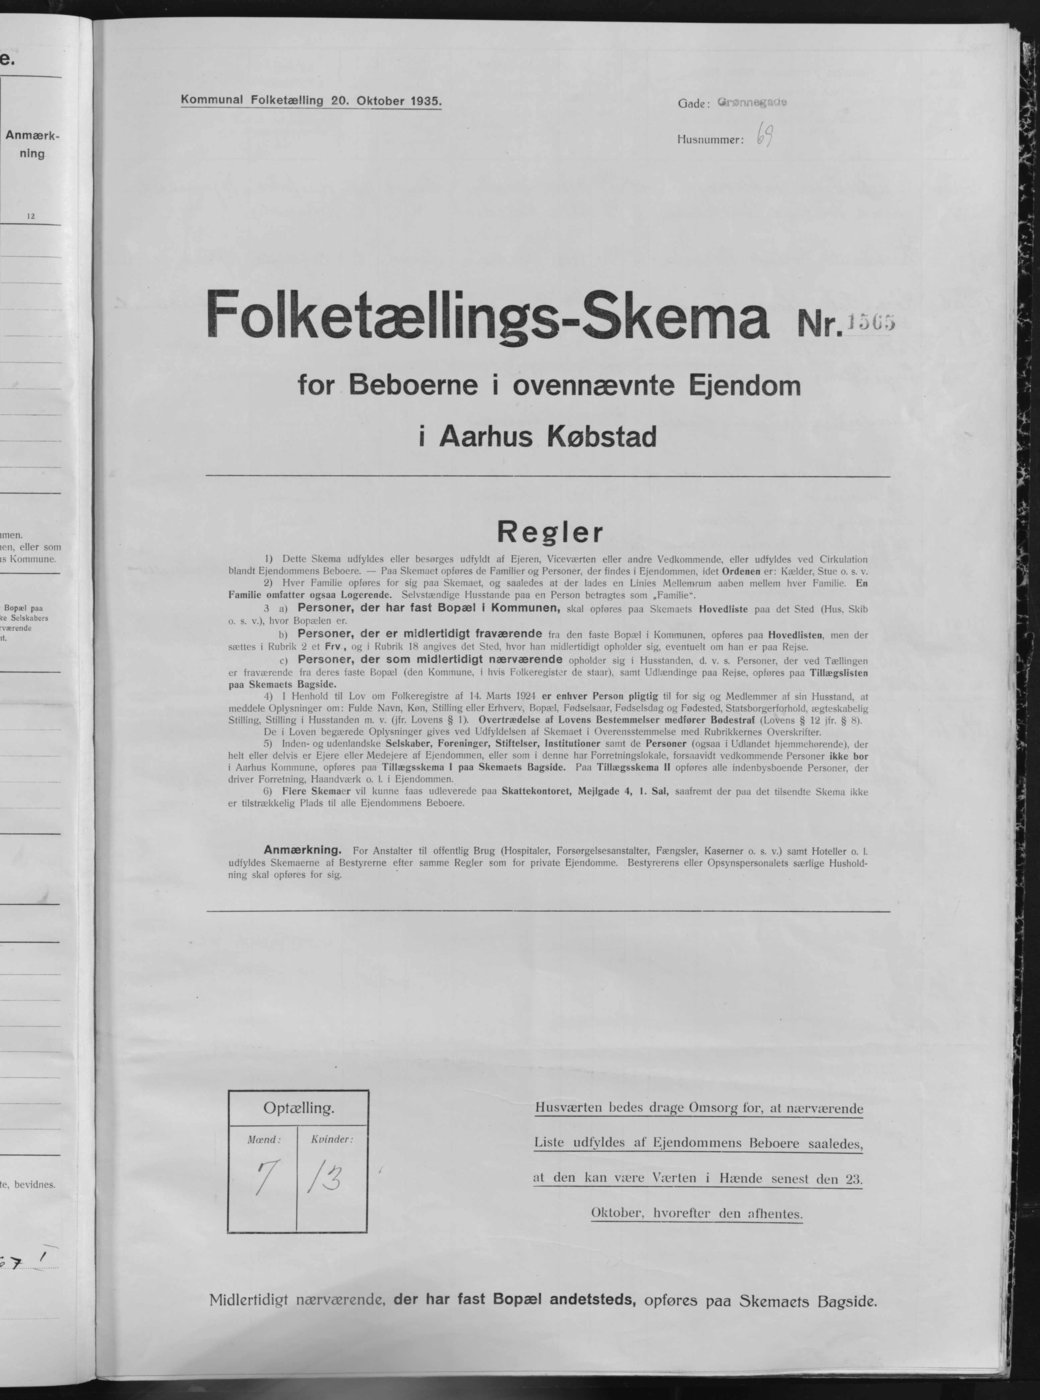 e.
Anmærk-
ning
12
men.
en, eller som
s Kommune.
Bopæl paa
ke Selskabers
rværende
t.
te, bevidnes.
67 1
Kommunal Folketælling 20. Oktober 1935.
Gade: Grønnegade
Husnummer: 69
Folketællings-Skema Nr. 1565
for Beboerne i ovennævnte Ejendom
i Aarhus Købstad
Regler
1) Dette Skema udfyldes eller besørges udfyldt af Ejeren, Viceværten eller andre Vedkommende, eller udfyldes ved Cirkulation
blandt Ejendommens Beboere. — Paa Skemaet opføres de Familier og Personer, der findes i Ejendommen, idet Ordenen er: Kælder, Stue o. s. v.
2) Hver Familie opføres for sig paa Skemaet, og saaledes at der lades en Linies Mellemrum aaben mellem hver Familie. En
Familie omfatter ogsaa Logerende. Selvstændige Husstande paa en Person betragtes som „Familie“.
3 a) Personer, der har fast Bopæl i Kommunen, skal opføres paa Skemaets Hovedliste paa det Sted (Hus, Skib
o. s. v.), hvor Bopælen er.
b) Personer, der er midlertidigt fraværende fra den faste Bopæl i Kommunen, opføres paa Hovedlisten, men der
sættes i Rubrik 2 et Frv., og i Rubrik 18 angives det Sted, hvor han midlertidigt opholder sig, eventuelt om han er paa Rejse.
c) Personer, der som midlertidigt nærværende opholder sig i Husstanden, d. v. s. Personer, der ved Tællingen
er fraværende fra deres faste Bopæl (den Kommune, i hvis Folkeregister de staar), samt Udlændinge paa Rejse, opføres paa Tillægslisten
paa Skemaets Bagside.
4) I Henhold til Lov om Folkeregistre af 14. Marts 1924 er enhver Person pligtig til for sig og Medlemmer af sin Husstand, at
meddele Oplysninger om: Fulde Navn, Køn, Stilling eller Erhverv, Bopæl, Fødselsaar, Fødselsdag og Fødested, Statsborgerforhold, ægteskabelig
Stilling, Stilling i Husstanden m. v. (jfr. Lovens § 1). Overtrædelse af Lovens Bestemmelser medfører Bødestraf (Lovens § 12 jfr. § 8).
De i Loven begærede Oplysninger gives ved Udfyldelsen af Skemaet i Overensstemmelse med Rubrikkernes Overskrifter.
5) Inden- og udenlandske Selskaber, Foreninger, Stiftelser, Institutioner samt de Personer (ogsaa i Udlandet hjemmehørende), der
helt eller delvis er Ejere eller Medejere af Ejendommen, eller som i denne har Forretningslokale, forsaavidt vedkommende Personer ikke bor
i Aarhus Kommune, opføres paa Tillægsskema I paa Skemaets Bagside. Paa Tillægsskema II opføres alle indenbysboende Personer, der
driver Forretning, Haandværk o. l. i Ejendommen.
6) Flere Skemaer vil kunne faas udleverede paa Skattekontoret, Mejlgade 4, 1. Sal, saafremt der paa det tilsendte Skema ikke
er tilstrækkelig Plads til alle Ejendommens Beboere.
Anmærkning. For Anstalter til offentlig Brug (Hospitaler, Forsørgelsesanstalter, Fængsler, Kaserner o. s. v.) samt Hoteller o. l.
udfyldes Skemaerne af Bestyrerne efter samme Regler som for private Ejendomme. Bestyrerens eller Opsynspersonalets særlige Hushold-
ning skal opføres for sig.
Optælling.
Mænd: Kvinder:
7 13
Husværten bedes drage Omsorg for, at nærværende
Liste udfyldes af Ejendommens Beboere saaledes,
at den kan være Værten i Hænde senest den 23.
Oktober, hvorefter den afhentes.
Midlertidigt nærværende, der har fast Bopæl andetsteds, opføres paa Skemaets Bagside.